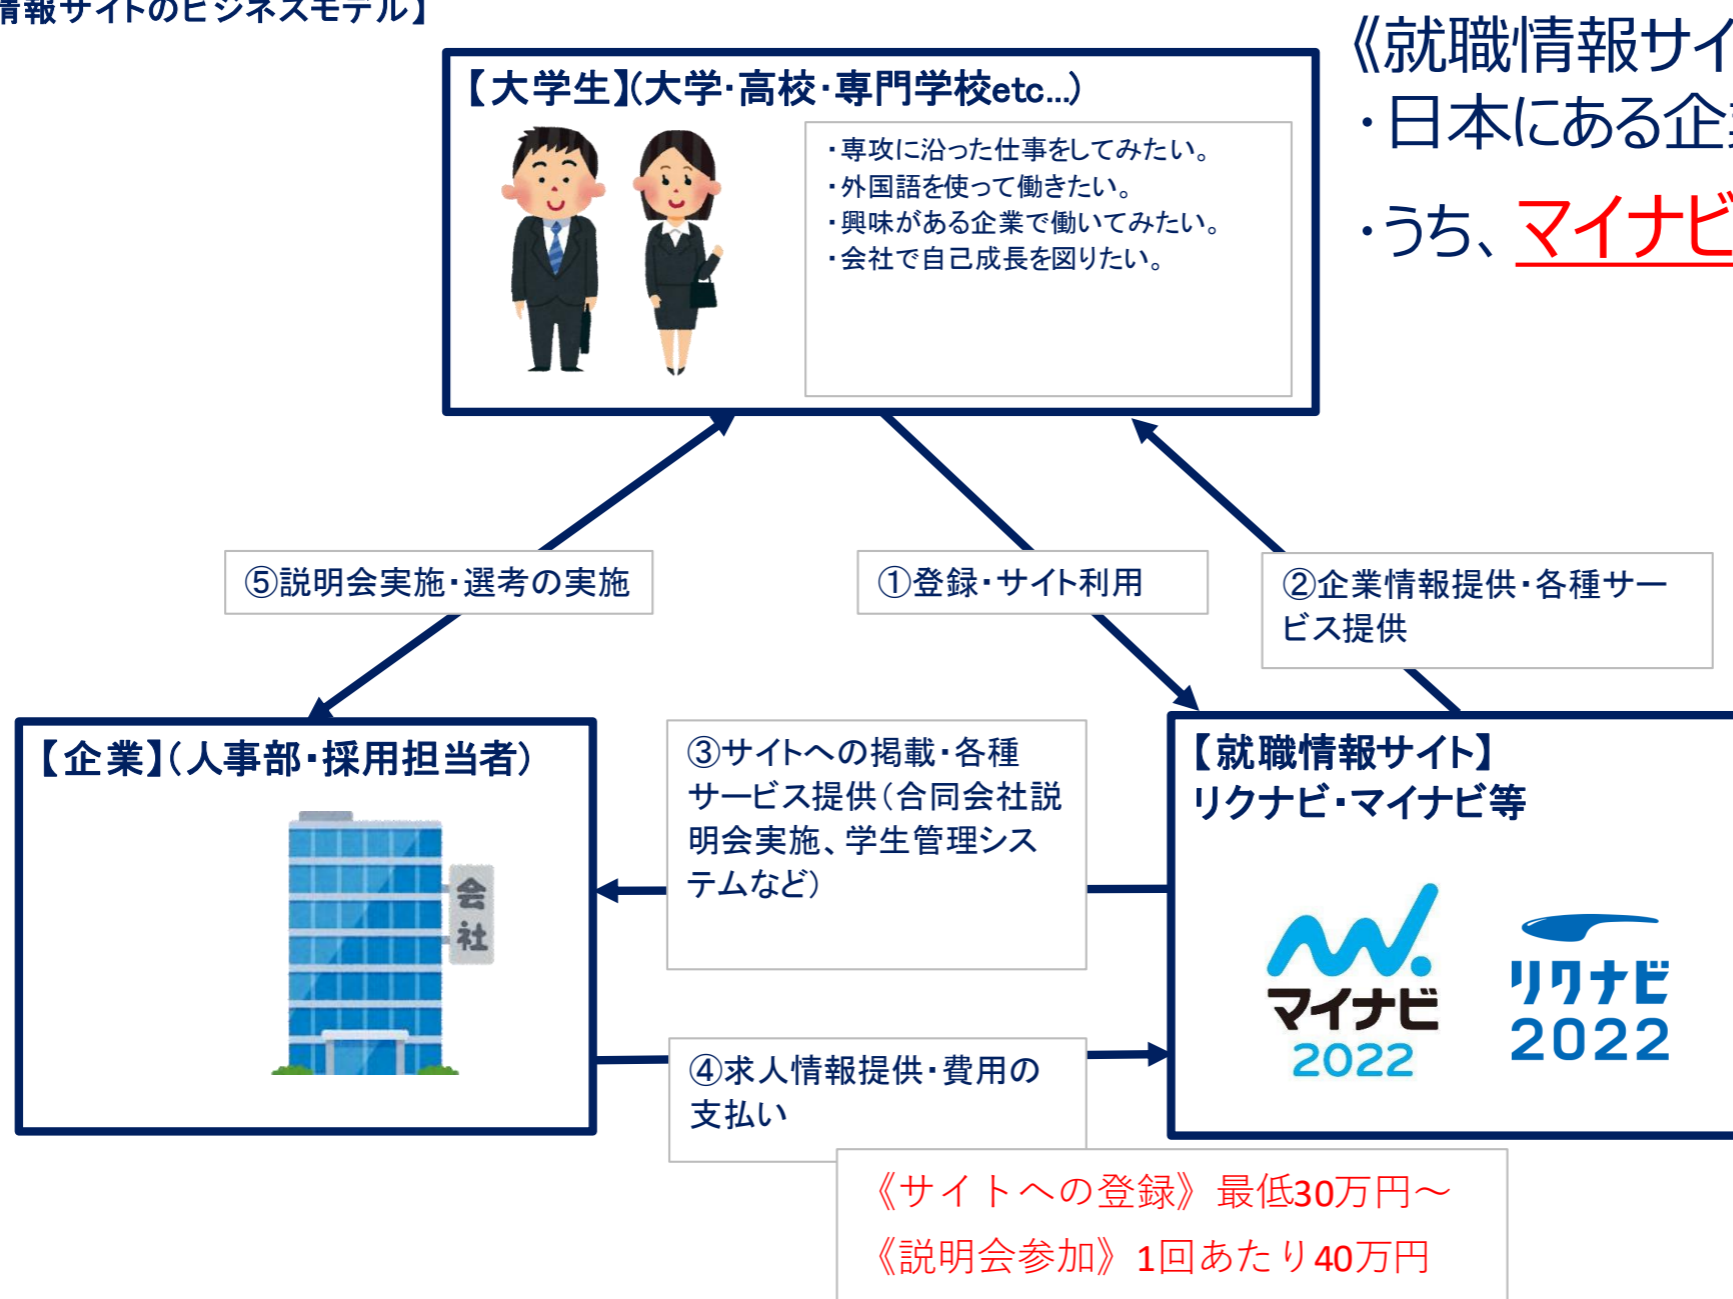 情報サイトのビジネスモデル】
《就職情報サイ
・日本にある企
・うち、マイナビ
【大学生】(大学・高校・専門学校etc...)
・専攻に沿った仕事をしてみたい。
・外国語を使って働きたい。
・興味がある企業で働いてみたい。
・会社で自己成長を図りたい。
⑤説明会実施・選考の実施
①登録・サイト利用
②企業情報提供・各種サー
ビス提供
【企業】(人事部・採用担当者)
会社
③サイトへの掲載・各種
サービス提供(合同会社説
明会実施、学生管理シス
テムなど)
【就職情報サイト】
リクナビ・マイナビ等
マイナビ
2022
リクナビ
2022
④求人情報提供・費用の
支払い
《サイトへの登録》最低30万円～
《説明会参加》1回あたり40万円